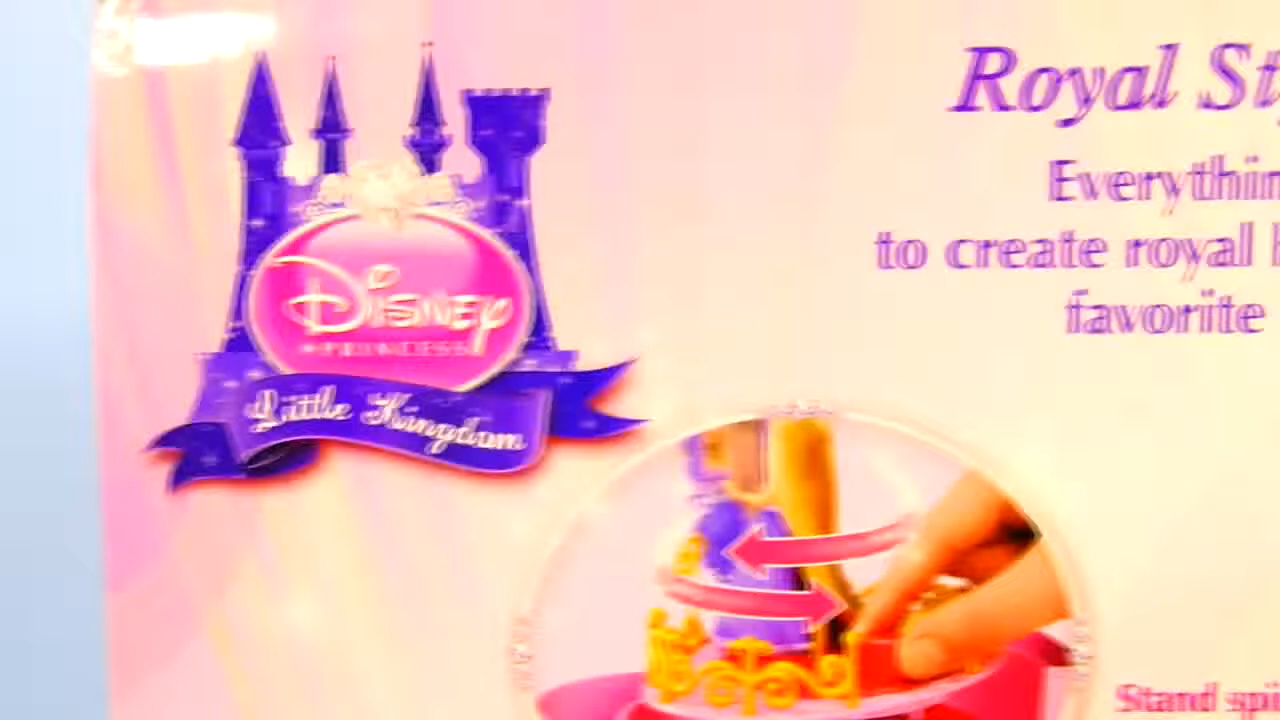 Disney
PRINCESS
Little Kingdom
Royal St
Everythin
to create royal
favorite
Stand spi